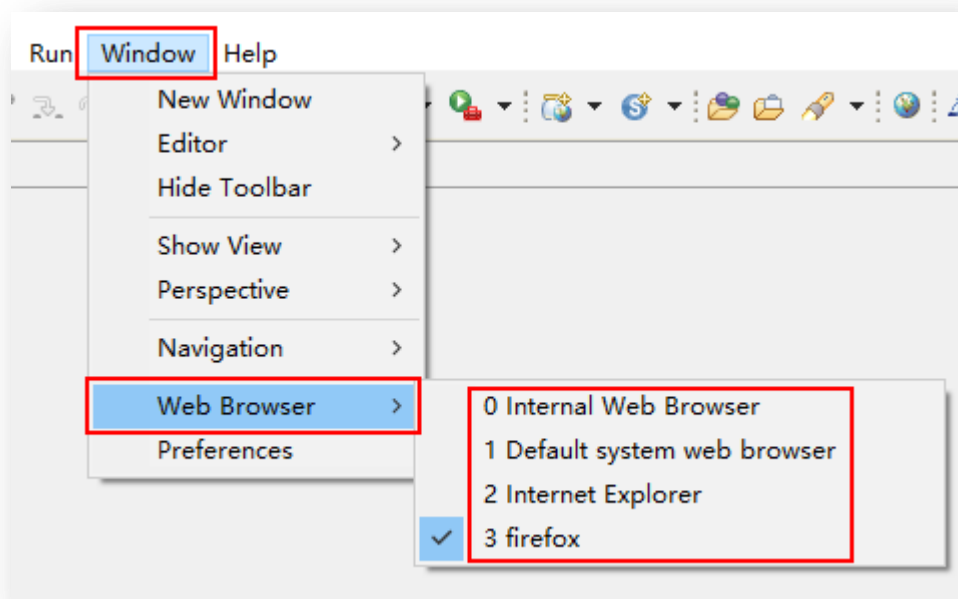 Run Window Help
New Window
Editor
Hide Toolbar
Show View
Perspective
Navigation
Web Browser
Preferences
0 Internal Web Browser
1 Default system web browser
2 Internet Explorer
3 firefox